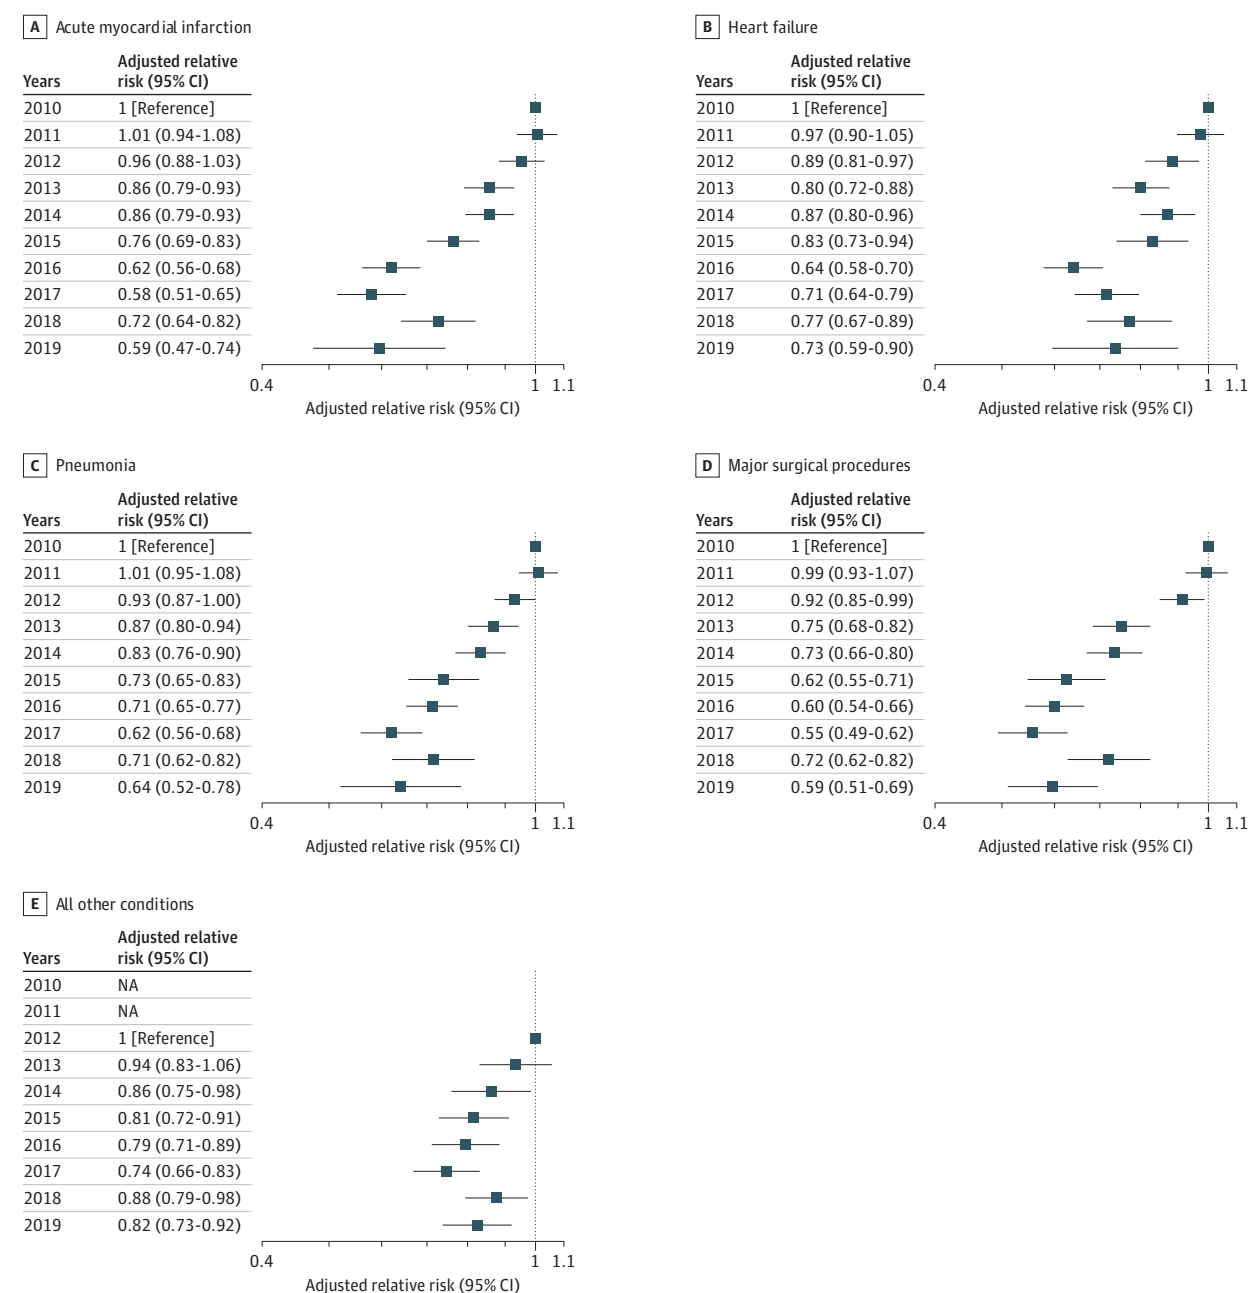 A Acute myocardial infarction
Adjusted relative
Years risk (95% CI)
2010 1 [Reference]
2011 1.01 (0.94-1.08)
2012 0.96 (0.88-1.03)
2013 0.86 (0.79-0.93)
2014 0.86 (0.79-0.93)
2015 0.76 (0.69-0.83)
2016 0.62 (0.56-0.68)
2017 0.58 (0.51-0.65)
2018 0.72 (0.64-0.82)
2019 0.59 (0.47-0.74)
0.4 1 1.1
Adjusted relative risk (95% CI)
B Heart failure
Adjusted relative
Years risk (95% CI)
2010 1 [Reference]
2011 0.97 (0.90-1.05)
2012 0.89 (0.81-0.97)
2013 0.80 (0.72-0.88)
2014 0.87 (0.80-0.96)
2015 0.83 (0.73-0.94)
2016 0.64 (0.58-0.70)
2017 0.71 (0.64-0.79)
2018 0.77 (0.67-0.89)
2019 0.73 (0.59-0.90)
0.4 1 1.1
Adjusted relative risk (95% CI)
C Pneumonia
Adjusted relative
Years risk (95% CI)
2010 1 [Reference]
2011 1.01 (0.95-1.08)
2012 0.93 (0.87-1.00)
2013 0.87 (0.80-0.94)
2014 0.83 (0.76-0.90)
2015 0.73 (0.65-0.83)
2016 0.71 (0.65-0.77)
2017 0.62 (0.56-0.68)
2018 0.71 (0.62-0.82)
2019 0.64 (0.52-0.78)
0.4 1 1.1
Adjusted relative risk (95% CI)
D Major surgical procedures
Adjusted relative
Years risk (95% CI)
2010 1 [Reference]
2011 0.99 (0.93-1.07)
2012 0.92 (0.85-0.99)
2013 0.75 (0.68-0.82)
2014 0.73 (0.66-0.80)
2015 0.62 (0.55-0.71)
2016 0.60 (0.54-0.66)
2017 0.55 (0.49-0.62)
2018 0.72 (0.62-0.82)
2019 0.59 (0.51-0.69)
0.4 1 1.1
Adjusted relative risk (95% CI)
E All other conditions
Adjusted relative
Years risk (95% CI)
2010 NA
2011 NA
2012 1 [Reference]
2013 0.94 (0.83-1.06)
2014 0.86 (0.75-0.98)
2015 0.81 (0.72-0.91)
2016 0.79 (0.71-0.89)
2017 0.74 (0.66-0.83)
2018 0.88 (0.79-0.98)
2019 0.82 (0.73-0.92)
0.4 1 1.1
Adjusted relative risk (95% CI)